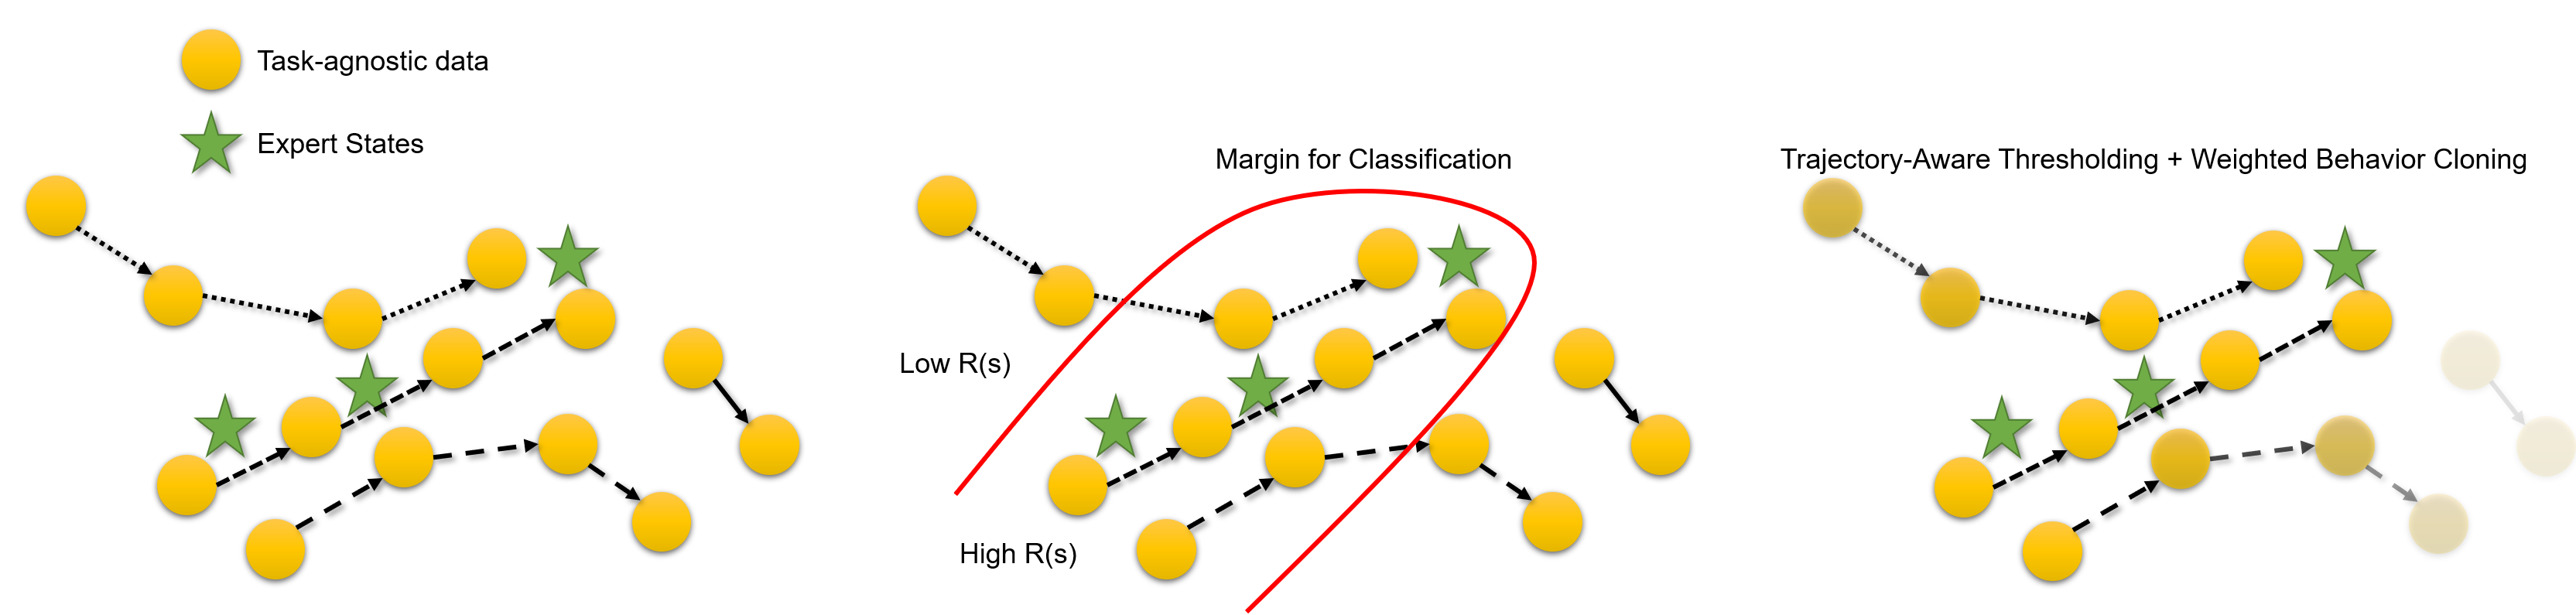 Task-agnostic data
Expert States
Margin for Classification
Low R(s)
High R(s)
Trajectory-Aware Thresholding + Weighted Behavior Cloning